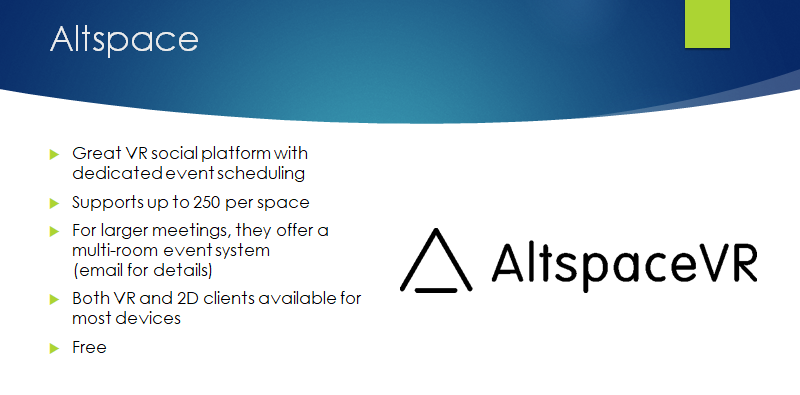 Altspace
Great VR social platform with
dedicated event scheduling
Supports up to 250 per space
For larger meetings, they offer a
multi-room event system
(email for details)
Both VR and 2D clients available for
most devices
Free
AltspaceVR